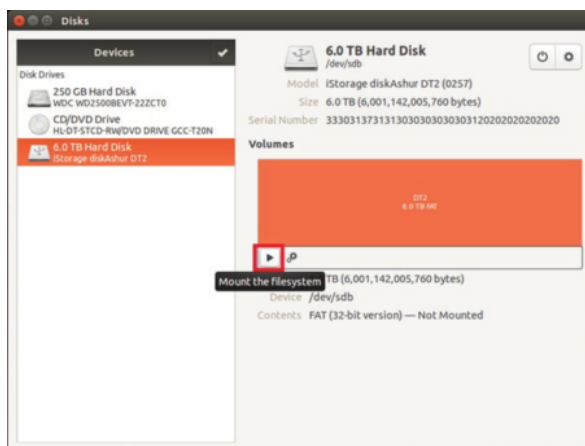 Disks
Devices
Disk Drives
250 GB Hard Disk
WDC WD2500BEVT-22ZCT0
CD/DVD Drive
HL-DT-STCD-RW/DVD DRIVE GCC-T20N
6.0 TB Hard Disk
iStorage diskAshur DT2
6.0 TB Hard Disk
/dev/sdb
Model iStorage diskAshur DT2 (0257)
Size 6.0 TB (6,001,142,005,760 bytes)
Serial Number
Volumes
DT2
6.0 TB FAT
Mount the filesystem
TB (6,001,142,005,760 bytes)
Device /dev/sdb
Contents FAT (32-bit version) — Not Mounted